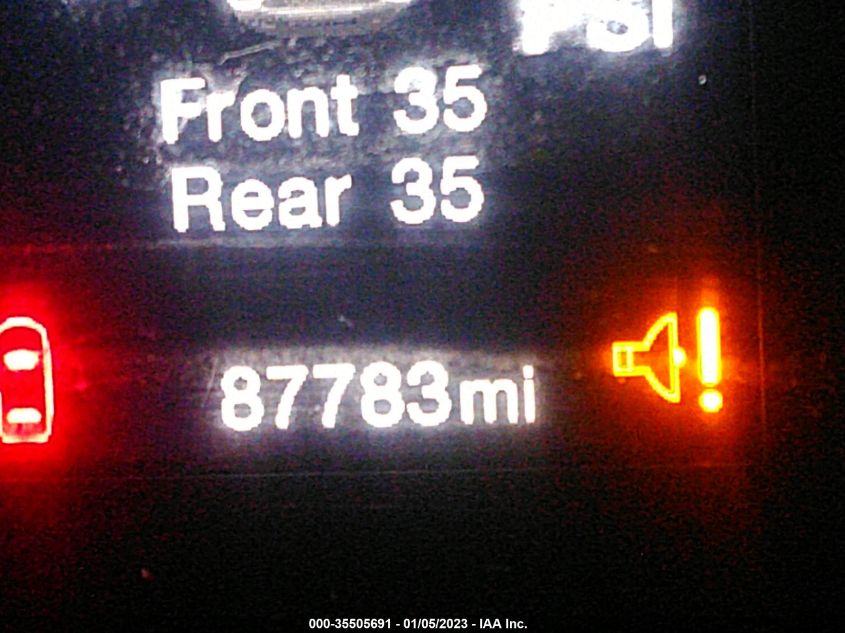 PSI
Front 35
Rear 35
87783mi
000-35505691 - 01/05/2023 - IAA Inc.